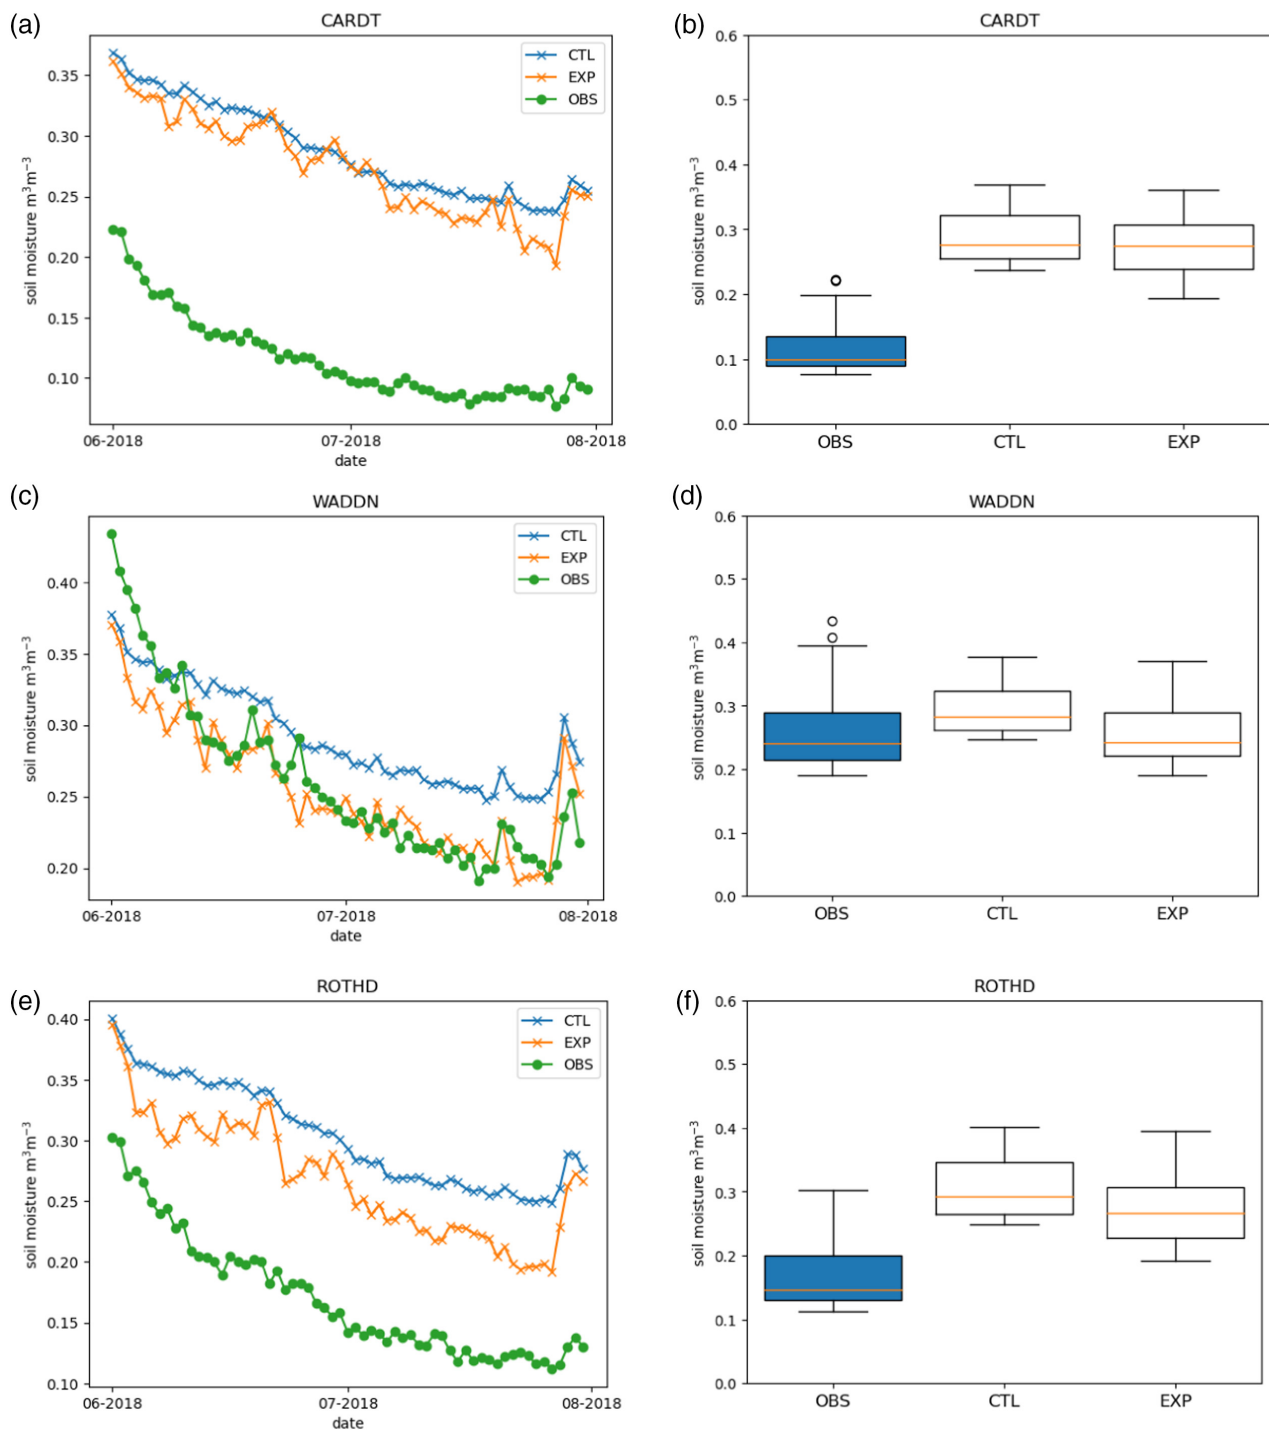 (a)
CARDT
CTL
EXP
OBS
0.35
0.30
0.25
0.20
0.15
0.10
soil moisture m³m⁻³
06-2018
07-2018
08-2018
date
(b)
CARDT
0.6
0.5
0.4
0.3
0.2
0.1
0.0
soil moisture m³m⁻³
OBS
CTL
EXP
(c)
WADDN
CTL
EXP
OBS
0.40
0.35
0.30
0.25
0.20
soil moisture m³m⁻³
06-2018
07-2018
08-2018
date
(d)
WADDN
0.6
0.5
0.4
0.3
0.2
0.1
0.0
soil moisture m³m⁻³
OBS
CTL
EXP
(e)
ROTHD
CTL
EXP
OBS
0.40
0.35
0.30
0.25
0.20
0.15
0.10
soil moisture m³m⁻³
06-2018
07-2018
08-2018
date
(f)
ROTHD
0.6
0.5
0.4
0.3
0.2
0.1
0.0
soil moisture m³m⁻³
OBS
CTL
EXP